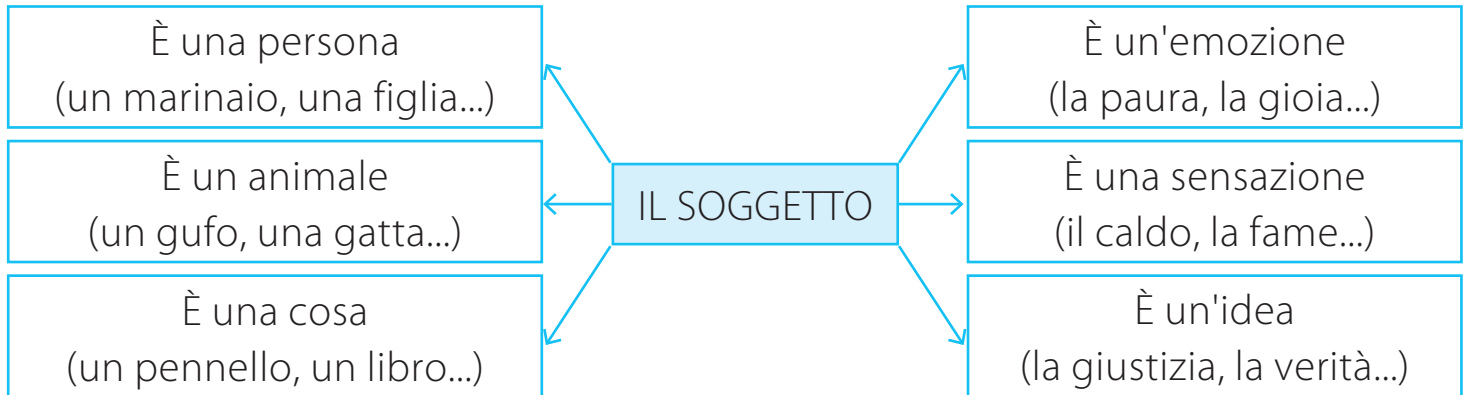 È una persona
(un marinaio, una figlia...)
È un animale
(un gufo, una gatta...)
È una cosa
(un pennello, un libro...)
IL SOGGETTO
È un'emozione
(la paura, la gioia...)
È una sensazione
(il caldo, la fame...)
È un'idea
(la giustizia, la verità...)